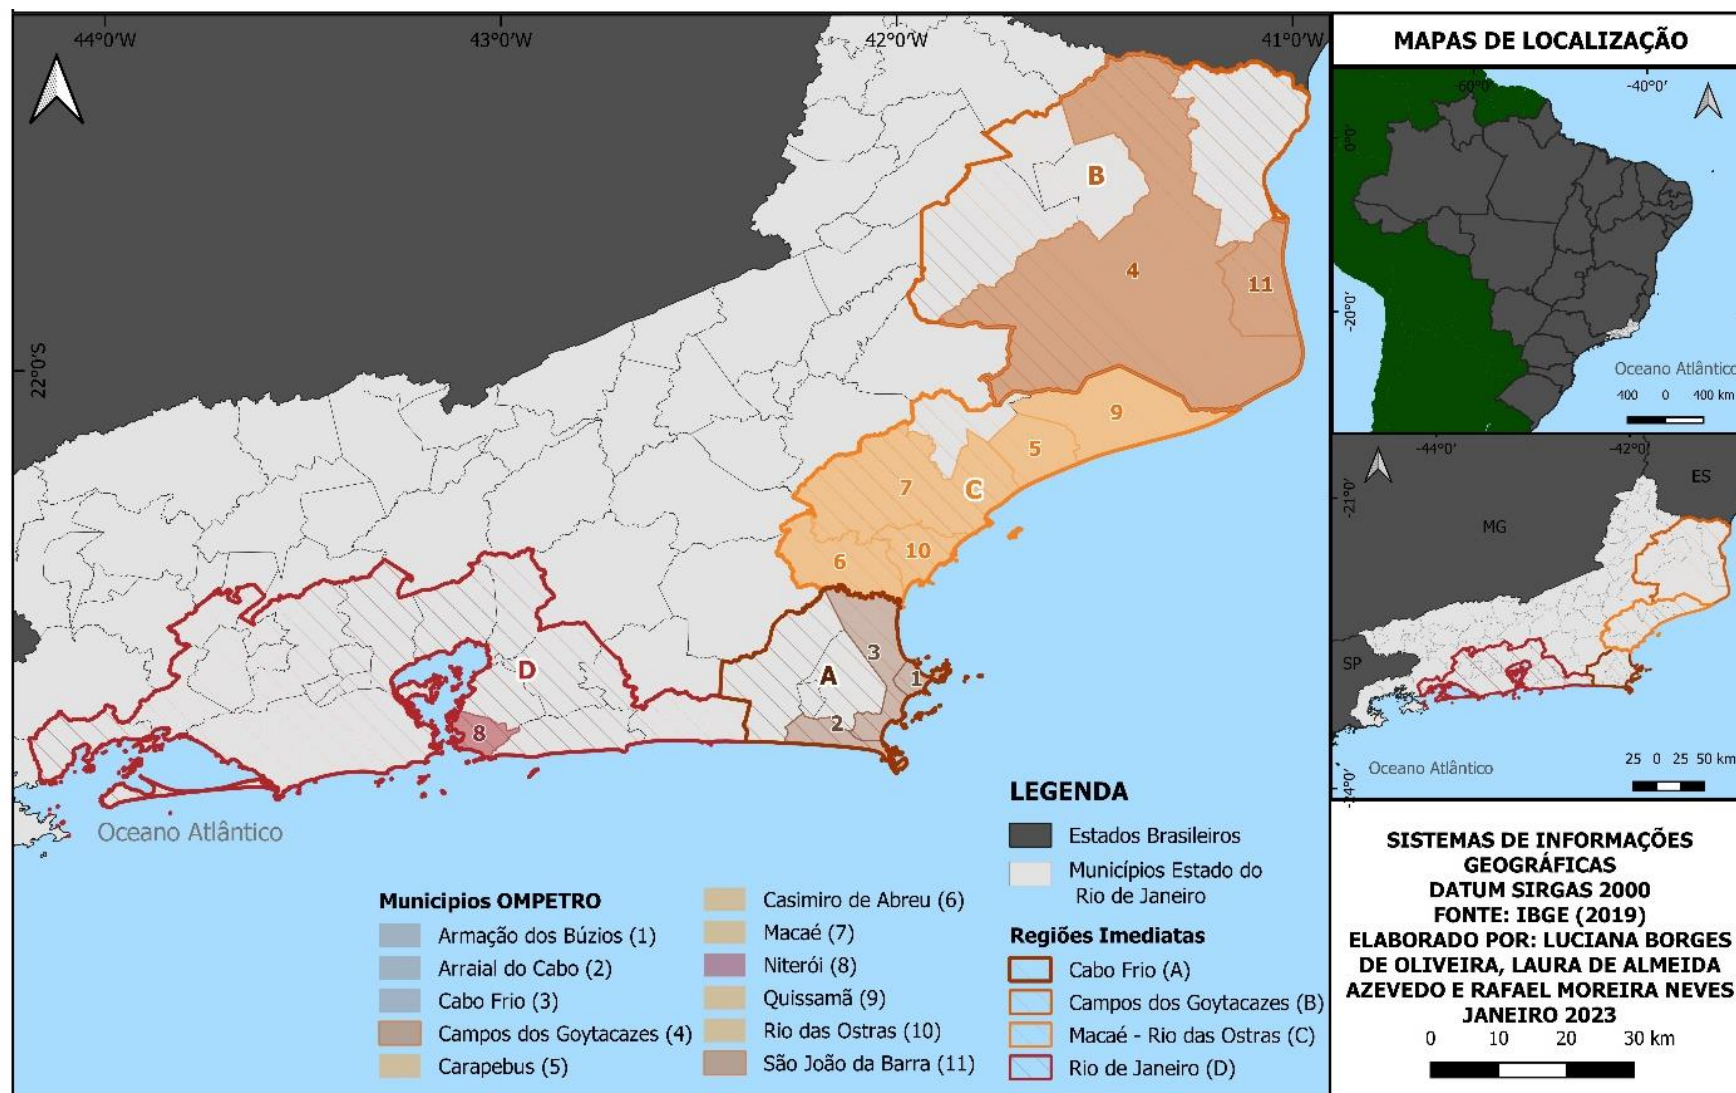 44°0'W
43°0'W
42°0'W
41°0'W
22°0'S
B
4
11
9
5
7
C
10
6
3
A
1
2
D
8
Oceano Atlântico
LEGENDA
Estados Brasileiros
Municípios Estado do
Rio de Janeiro
Municipios OMPETRO
Armação dos Búzios (1)
Arraial do Cabo (2)
Cabo Frio (3)
Campos dos Goytacazes (4)
Carapebus (5)
Casimiro de Abreu (6)
Macaé (7)
Niterói (8)
Quissamã (9)
Rio das Ostras (10)
São João da Barra (11)
Regiões Imediatas
Cabo Frio (A)
Campos dos Goytacazes (B)
Macaé - Rio das Ostras (C)
Rio de Janeiro (D)
MAPAS DE LOCALIZAÇÃO
-60°0'
-40°0'
0°0'
-20°0'
Oceano Atlântico
400 0 400 km
-44°0'
-42°0'
-21°0'
ES
MG
SP
25 0 25 50 km
Oceano Atlântico
-24°0'
SISTEMAS DE INFORMAÇÕES
GEOGRÁFICAS
DATUM SIRGAS 2000
FONTE: IBGE (2019)
ELABORADO POR: LUCIANA BORGES
DE OLIVEIRA, LAURA DE ALMEIDA
AZEVEDO E RAFAEL MOREIRA NEVES
JANEIRO 2023
0 10 20 30 km